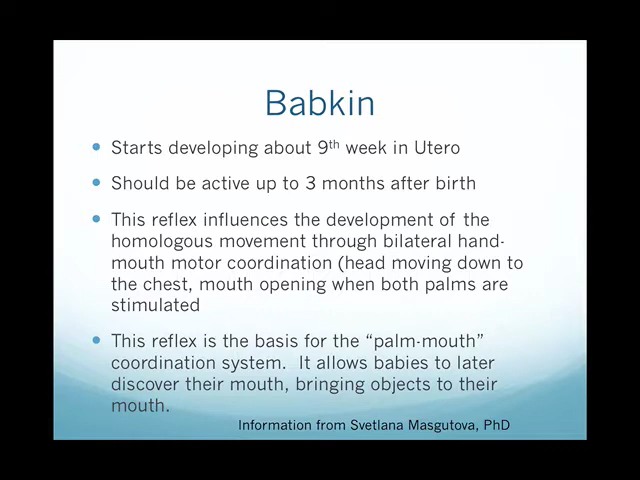 Babkin
• Starts developing about 9th week in Utero
• Should be active up to 3 months after birth
• This reflex influences the development of the
homologous movement through bilateral hand-
mouth motor coordination (head moving down to
the chest, mouth opening when both palms are
stimulated
• This reflex is the basis for the “palm-mouth”
coordination system.  It allows babies to later
discover their mouth, bringing objects to their
mouth.
Information from Svetlana Masgutova, PhD